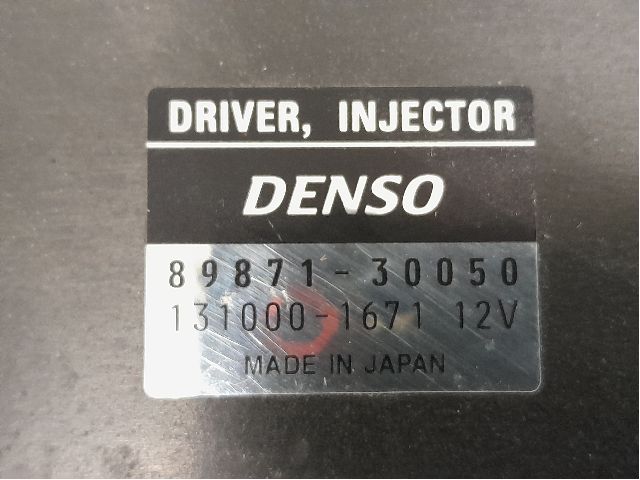 DRIVER, INJECTOR
DENSO
89871-30050
131000-1671 12V
MADE IN JAPAN